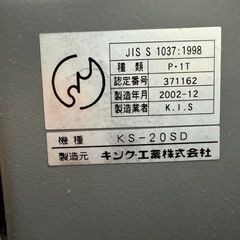 JIS S 1037:1998
種類 P・1T
認定番号 371162
製造年月 2002-12
製造業者 K.I.S
機種 KS-20SD
製造元 キング工業株式会社